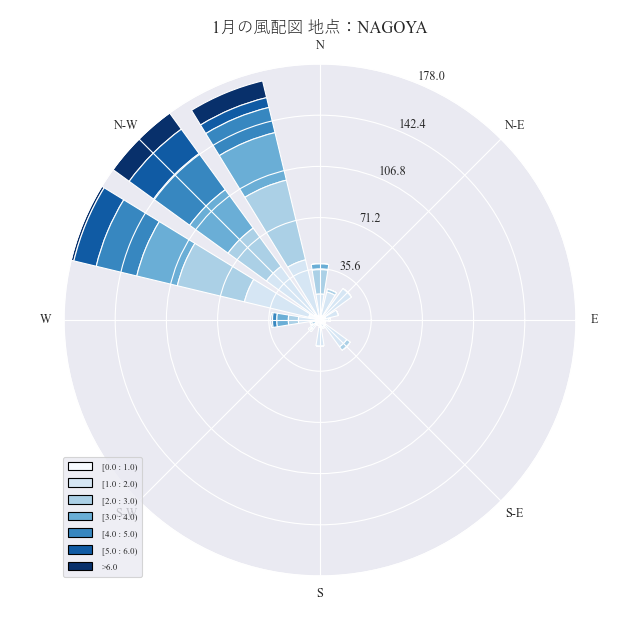 1月の風配図 地点：NAGOYA
N
178.0
N-W
N-E
142.4
106.8
71.2
35.6
W
E
[0.0 : 1.0)
[1.0 : 2.0)
[2.0 : 3.0)
[3.0 : 4.0)
[4.0 : 5.0)
[5.0 : 6.0)
>6.0
S-W
S-E
S